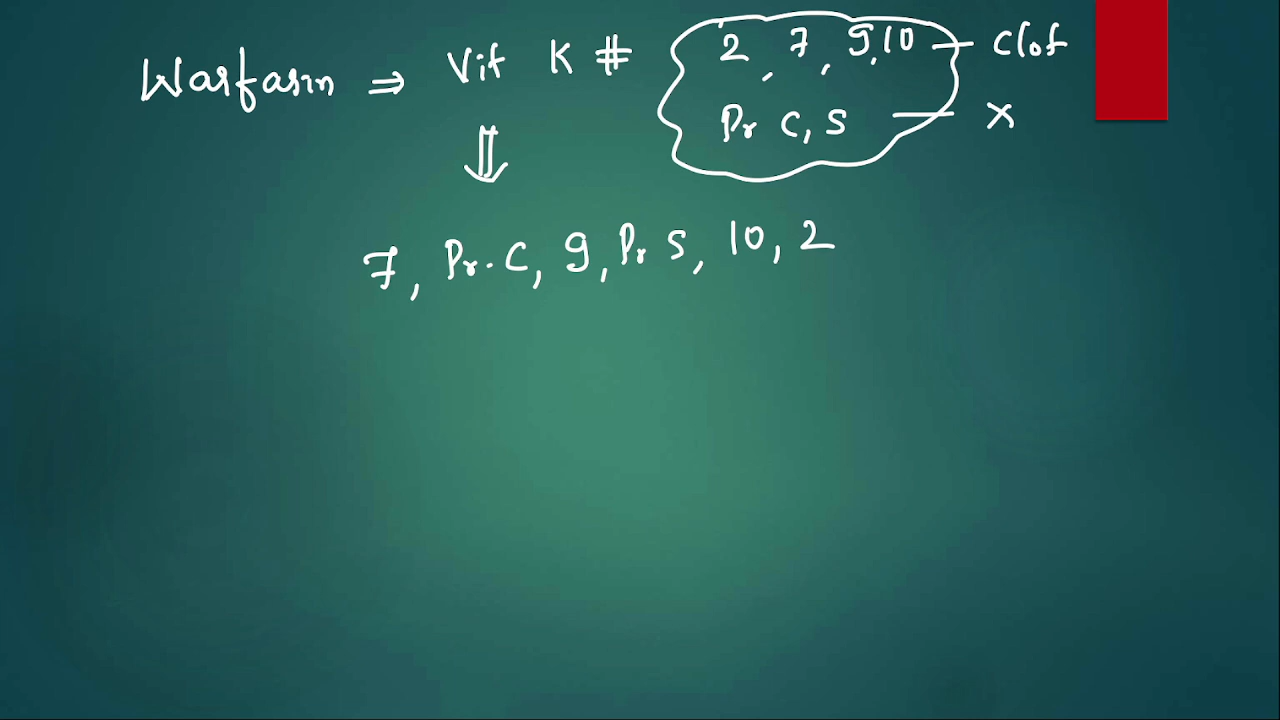 Warfarin ⇒ Vit K # 2, 7, 9,10 — Clot
Pr C, S — X
⇓
7, Pr. C, 9, Pr S, 10, 2